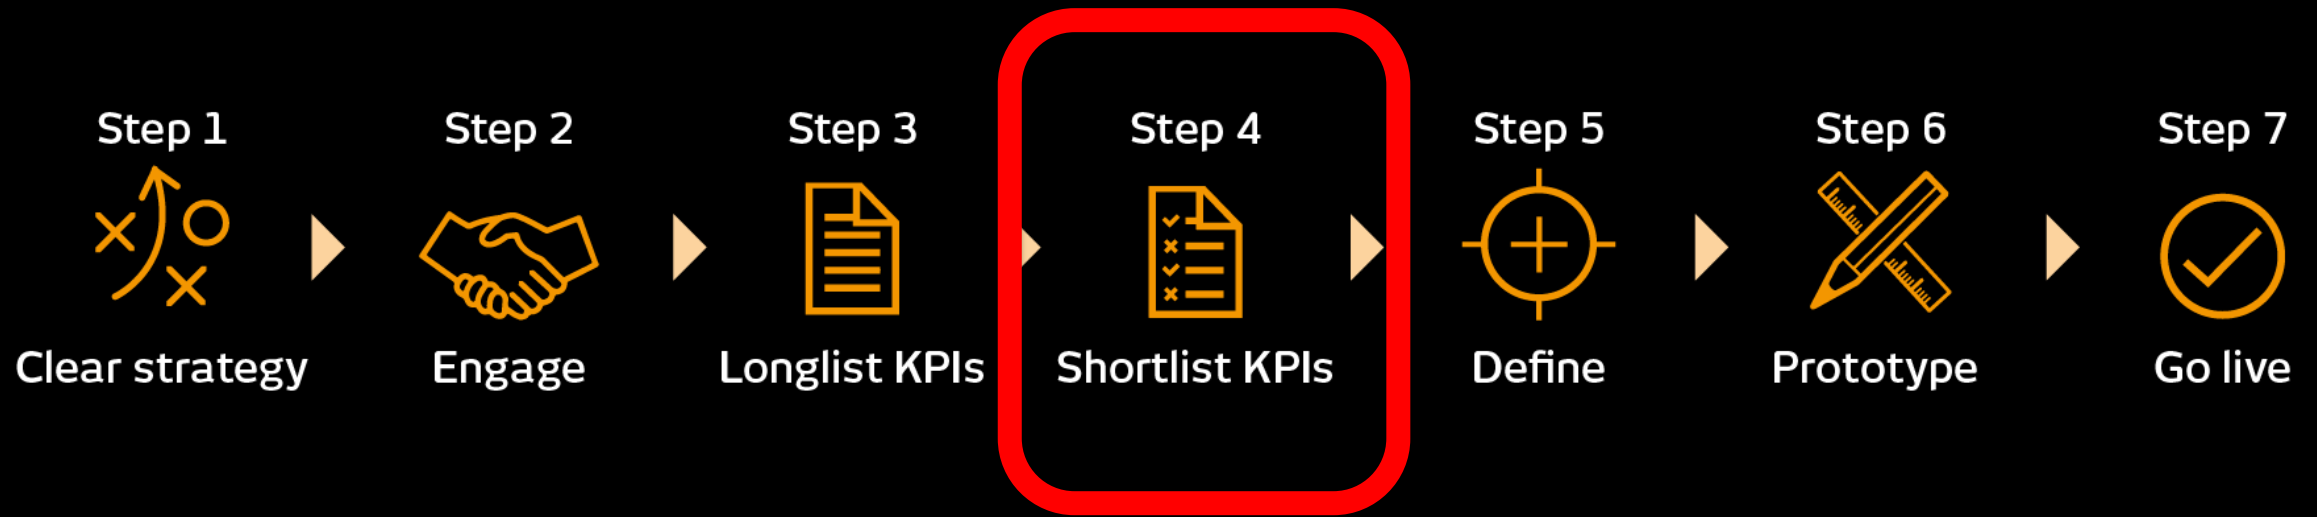 Step 1
Step 2
Step 3
Step 4
Step 5
Step 6
Step 7
Clear strategy
Engage
Longlist KPIs
Shortlist KPIs
Define
Prototype
Go live